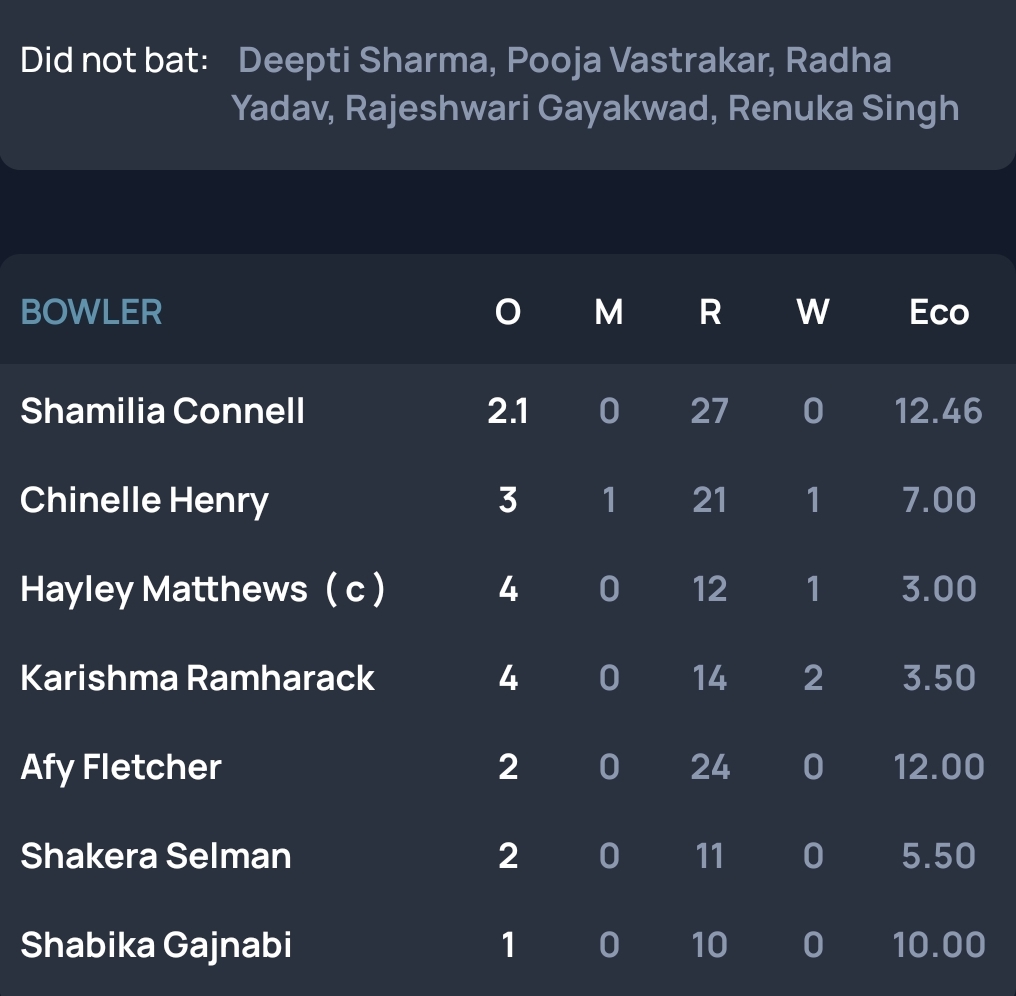 Did not bat: Deepti Sharma, Pooja Vastrakar, Radha
Yadav, Rajeshwari Gayakwad, Renuka Singh
BOWLER O M R W Eco
Shamilia Connell 2.1 0 27 0 12.46
Chinelle Henry 3 1 21 1 7.00
Hayley Matthews ( c ) 4 0 12 1 3.00
Karishma Ramharack 4 0 14 2 3.50
Afy Fletcher 2 0 24 0 12.00
Shakera Selman 2 0 11 0 5.50
Shabika Gajnabi 1 0 10 0 10.00